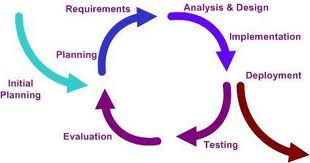 Requirements
Analysis & Design
Implementation
Planning
Deployment
Initial
Planning
Evaluation
Testing